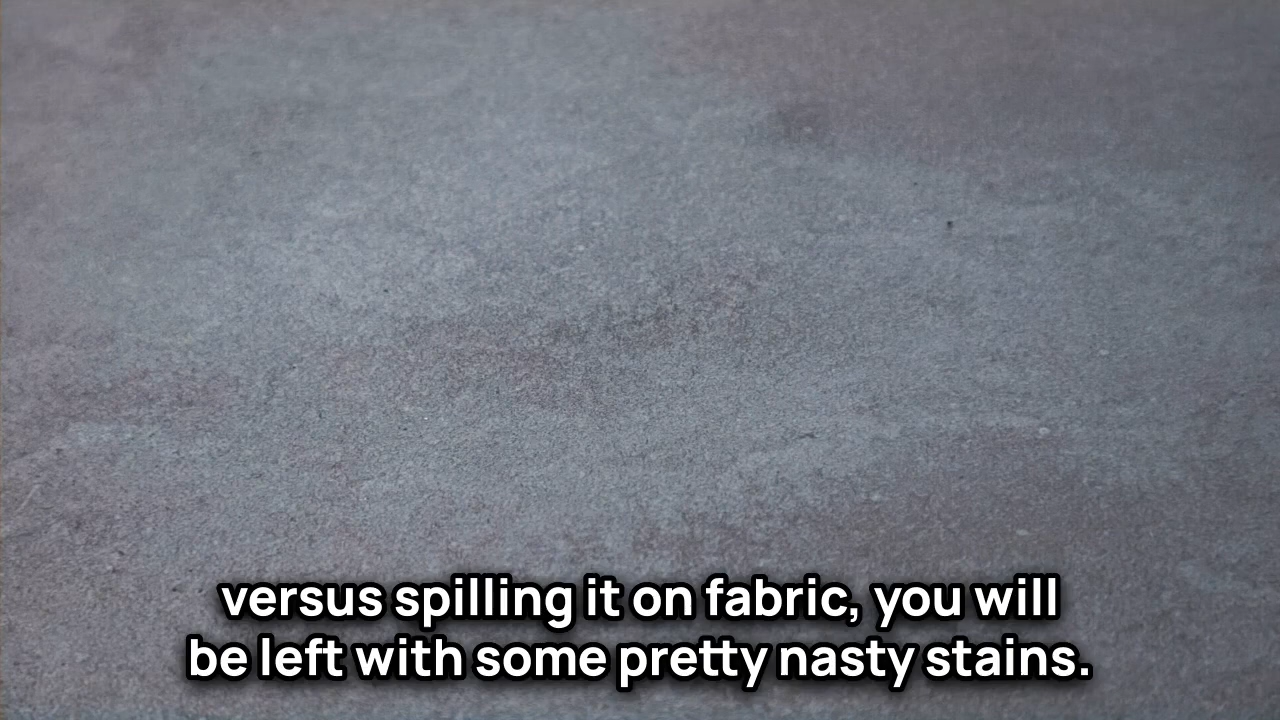 versus spilling it on fabric, you will
be left with some pretty nasty stains.